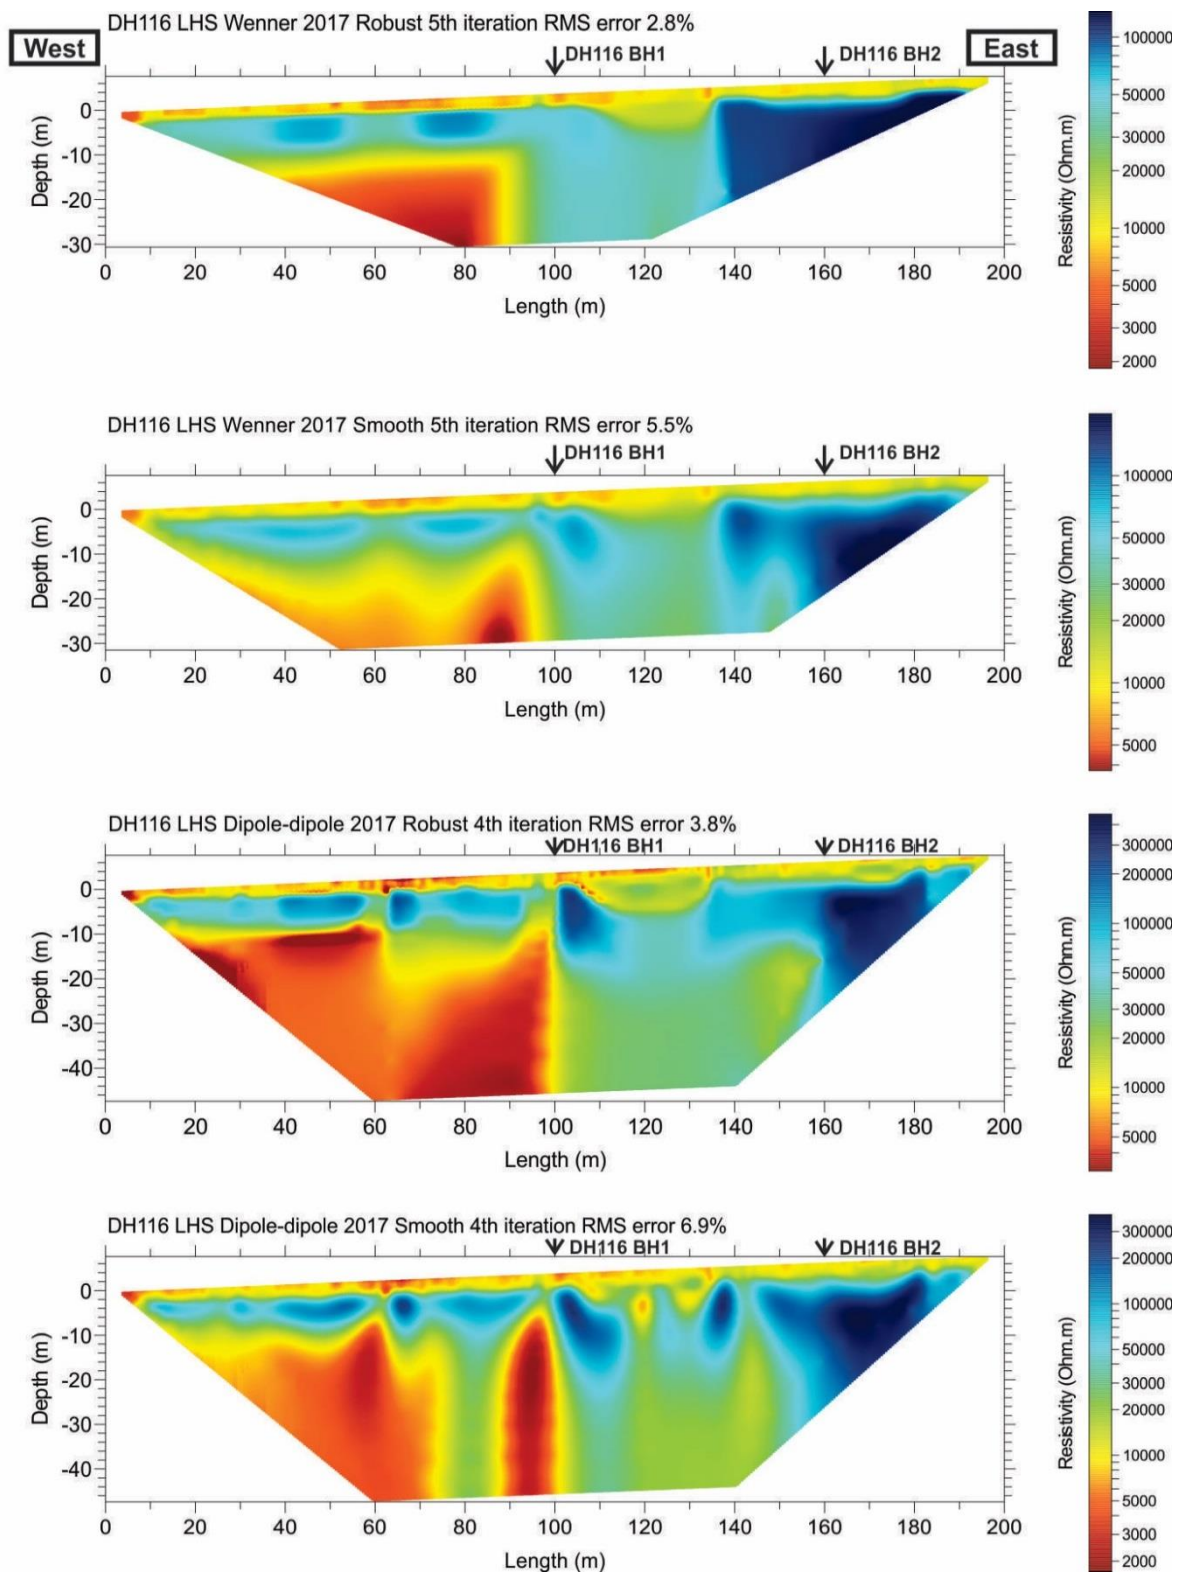 DH116 LHS Wenner 2017 Robust 5th iteration RMS error 2.8%
West
DH116 BH1
DH116 BH2
East
0
-10
-20
-30
Depth (m)
0 20 40 60 80 100 120 140 160 180 200
Length (m)
100000
50000
30000
20000
10000
5000
3000
2000
Resistivity (Ohm.m)
DH116 LHS Wenner 2017 Smooth 5th iteration RMS error 5.5%
DH116 BH1
DH116 BH2
0
-10
-20
-30
Depth (m)
0 20 40 60 80 100 120 140 160 180 200
Length (m)
100000
50000
30000
20000
10000
5000
Resistivity (Ohm.m)
DH116 LHS Dipole-dipole 2017 Robust 4th iteration RMS error 3.8%
DH116 BH1
DH116 BH2
0
-10
-20
-30
-40
Depth (m)
0 20 40 60 80 100 120 140 160 180 200
Length (m)
300000
200000
100000
50000
30000
20000
10000
5000
Resistivity (Ohm.m)
DH116 LHS Dipole-dipole 2017 Smooth 4th iteration RMS error 6.9%
DH116 BH1
DH116 BH2
0
-10
-20
-30
-40
Depth (m)
0 20 40 60 80 100 120 140 160 180 200
Length (m)
300000
200000
100000
50000
30000
20000
10000
5000
3000
2000
Resistivity (Ohm.m)